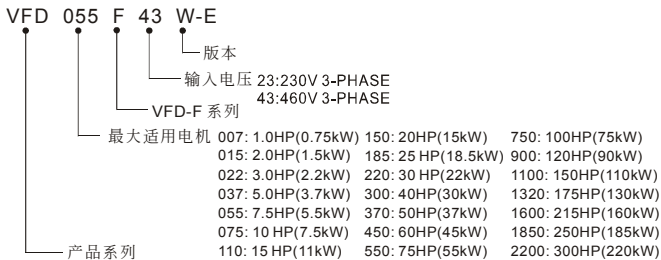 VFD 055 F 43 W-E
版本
输入电压 23:230V 3-PHASE
43:460V 3-PHASE
VFD-F 系列
最大适用电机 007: 1.0HP(0.75kW) 150: 20HP(15kW) 750: 100HP(75kW)
015: 2.0HP(1.5kW) 185: 25 HP(18.5kW) 900: 120HP(90kW)
022: 3.0HP(2.2kW) 220: 30 HP(22kW) 1100: 150HP(110kW)
037: 5.0HP(3.7kW) 300: 40HP(30kW) 1320: 175HP(130kW)
055: 7.5HP(5.5kW) 370: 50HP(37kW) 1600: 215HP(160kW)
075: 10 HP(7.5kW) 450: 60HP(45kW) 1850: 250HP(185kW)
产品系列 110: 15 HP(11kW) 550: 75HP(55kW) 2200: 300HP(220kW)